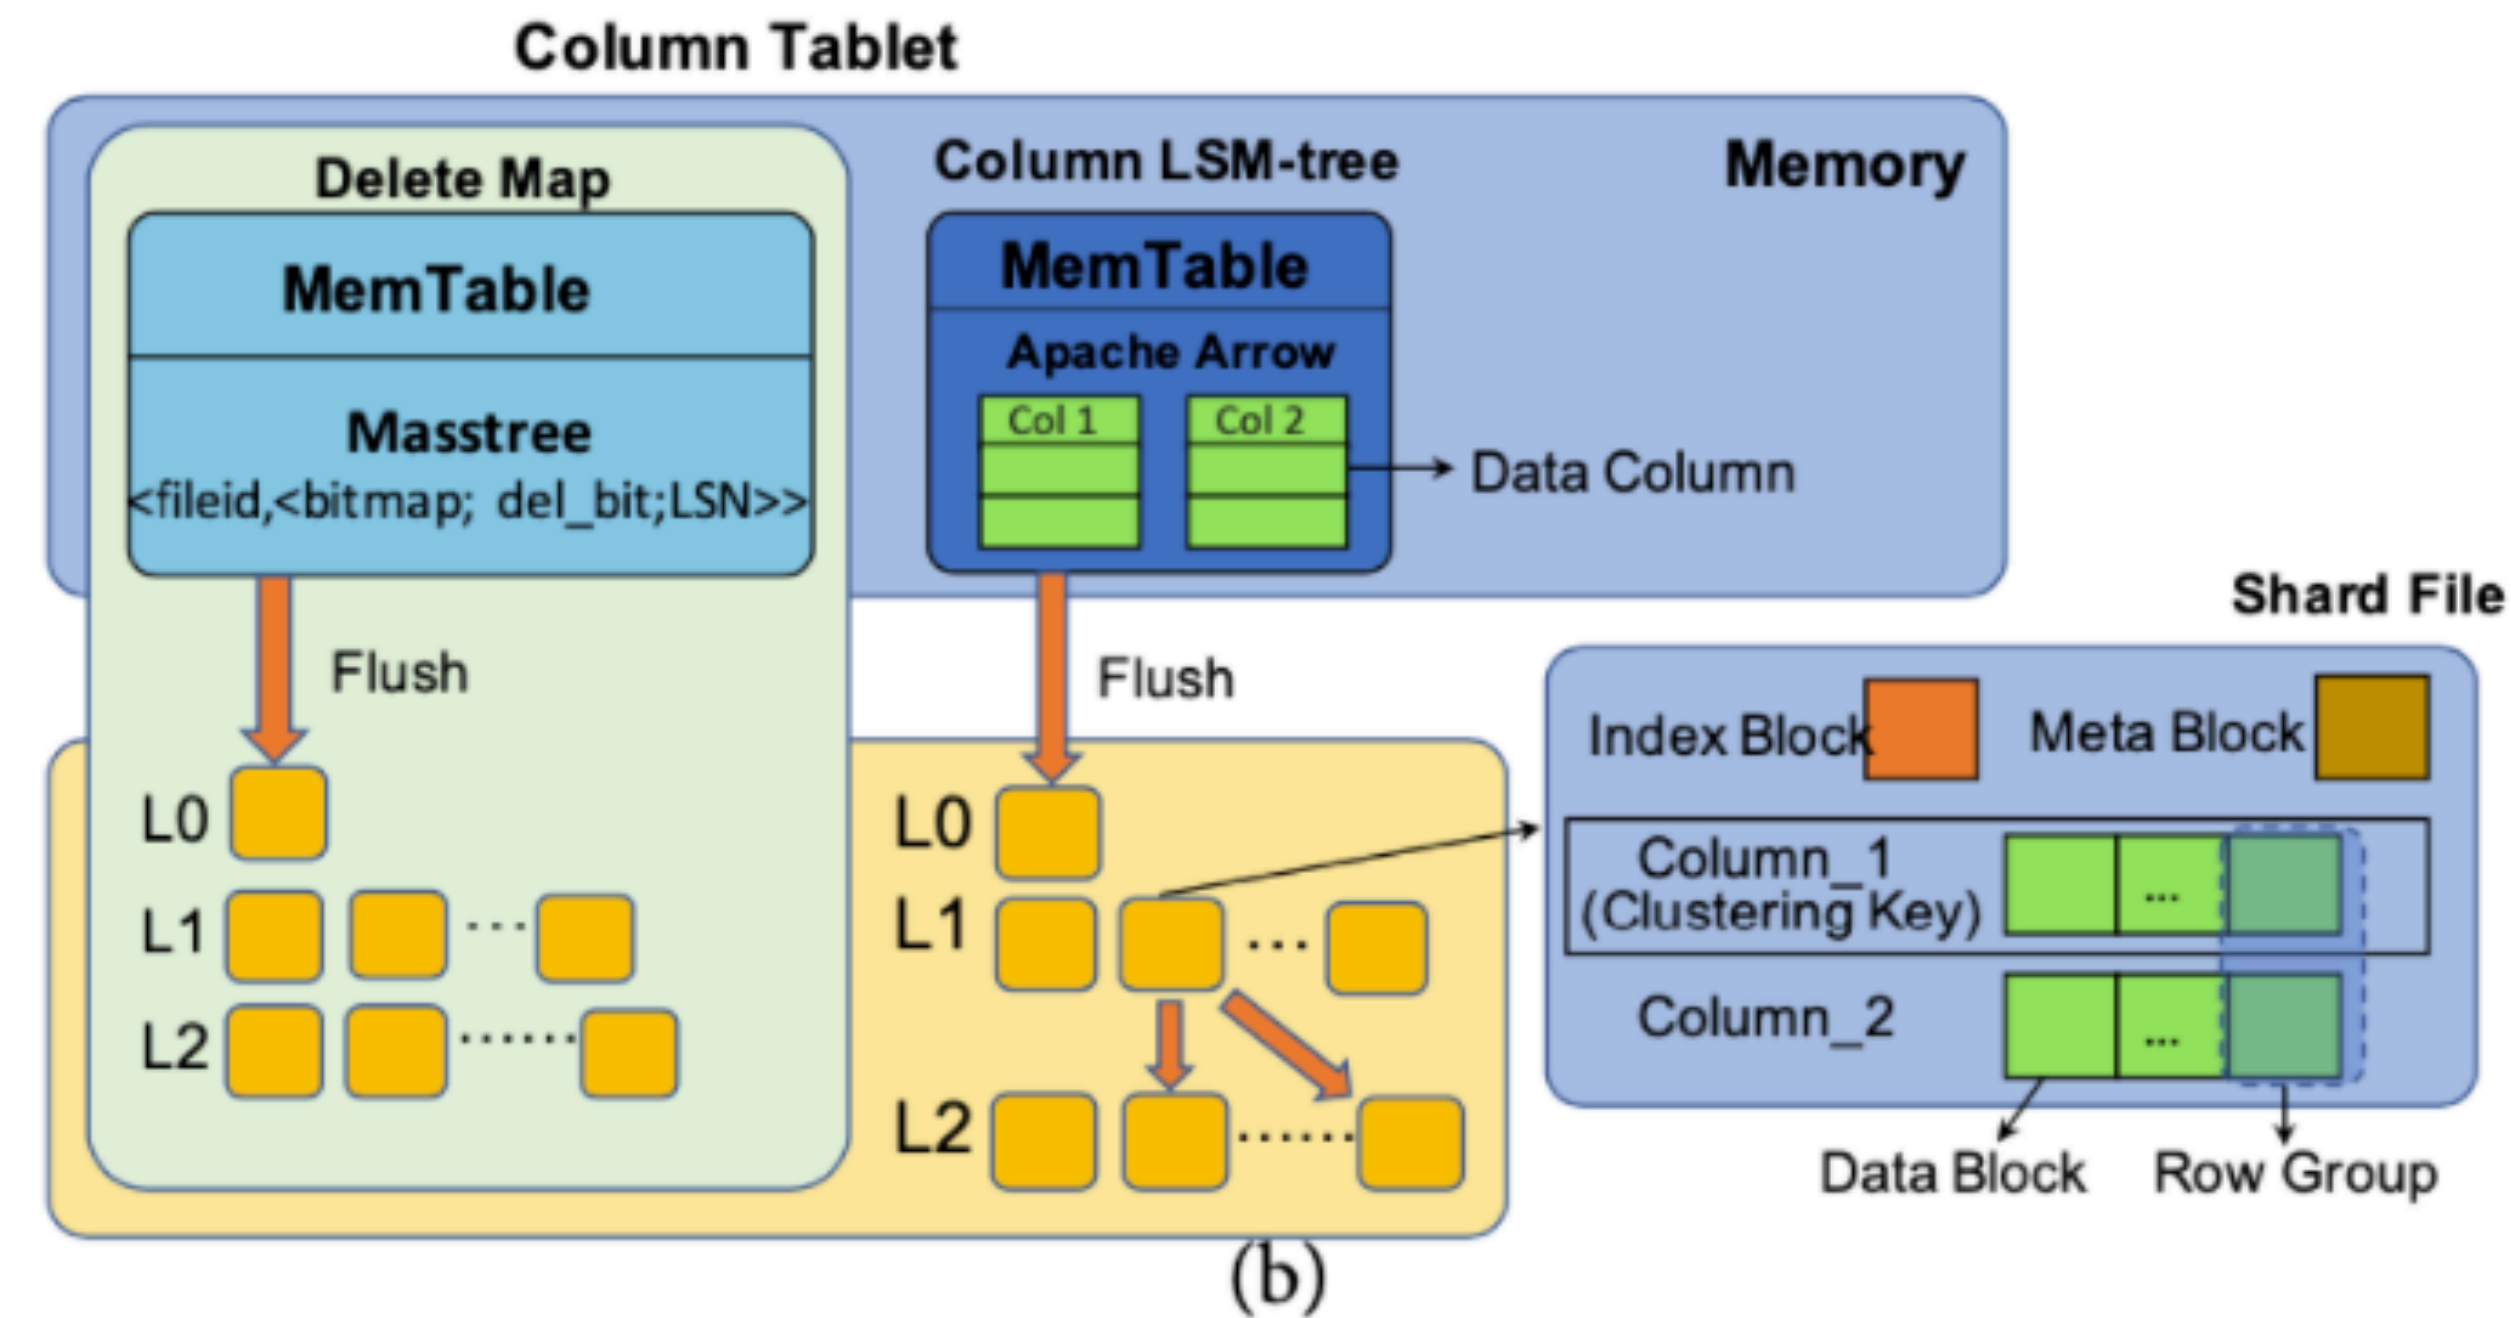 Column Tablet
Memory
Delete Map
MemTable
Masstree
<fileid,<bitmap; del_bit;LSN>>
Flush
L0
L1
...
L2
......
Column LSM-tree
MemTable
Apache Arrow
Col 1
Col 2
Data Column
Flush
L0
L1
...
L2
......
Shard File
Index Block
Meta Block
Column_1
(Clustering Key)
...
Column_2
...
Data Block
Row Group
(b)